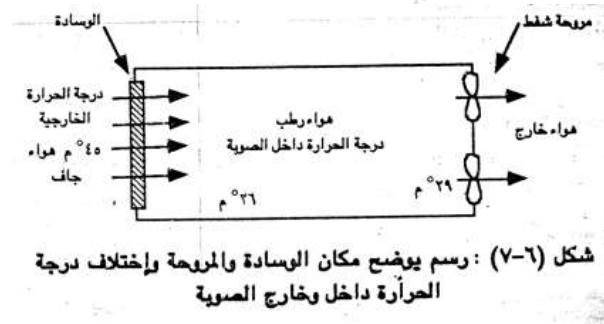 الوسادة
مروحة شفط
درجة الحرارة
الخارجية
٤٥° م هواء
جاف
هواء رطب
درجة الحرارة داخل الصوبة
٢٦° م
٢٩° م
هواء خارج
شكل (٦-٧) : رسم يوضح مكان الوسادة والمروحة وإختلاف درجة
الحرارة داخل وخارج الصوبة